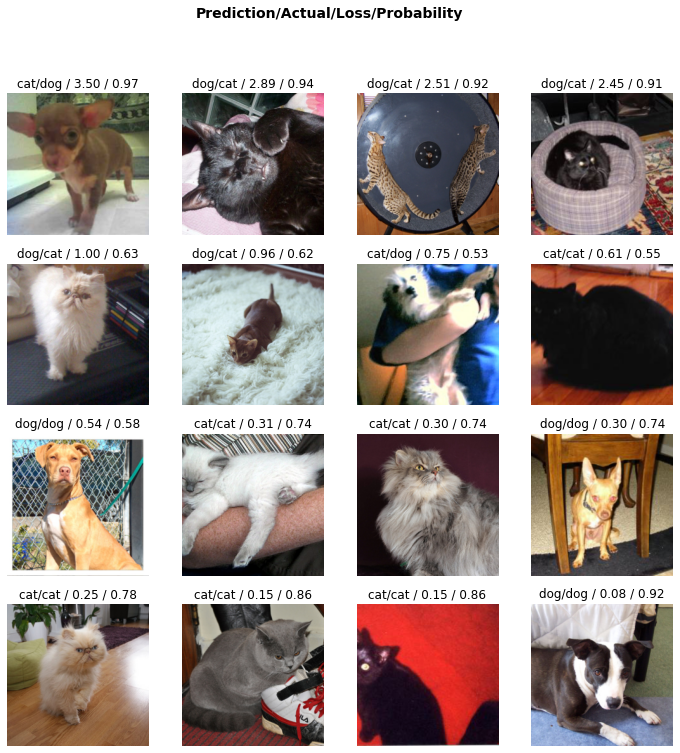 Prediction/Actual/Loss/Probability
cat/dog / 3.50 / 0.97
dog/cat / 2.89 / 0.94
dog/cat / 2.51 / 0.92
dog/cat / 2.45 / 0.91
dog/cat / 1.00 / 0.63
dog/cat / 0.96 / 0.62
cat/dog / 0.75 / 0.53
cat/cat / 0.61 / 0.55
dog/dog / 0.54 / 0.58
cat/cat / 0.31 / 0.74
cat/cat / 0.30 / 0.74
dog/dog / 0.30 / 0.74
cat/cat / 0.25 / 0.78
cat/cat / 0.15 / 0.86
cat/cat / 0.15 / 0.86
dog/dog / 0.08 / 0.92